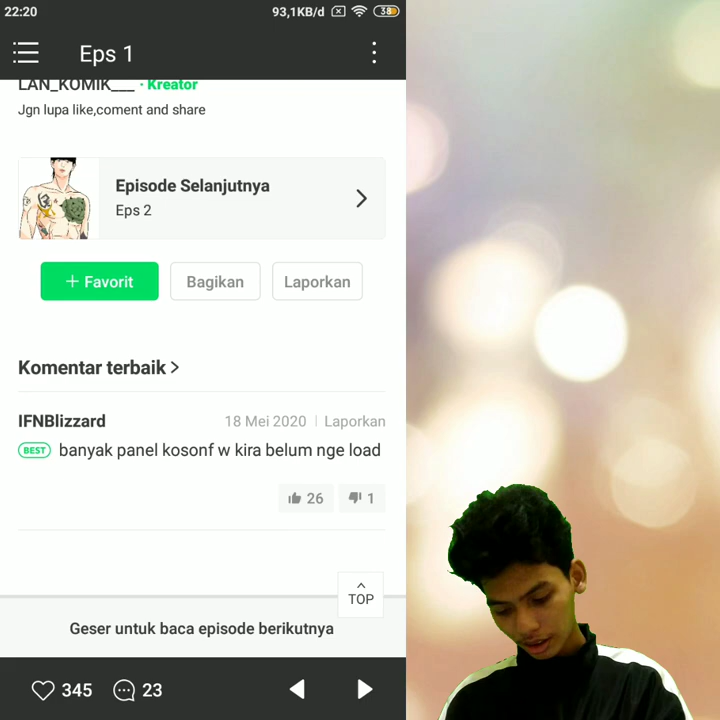 22:20 93,1KB/d 38
Eps 1
LAN_KOMIK___ · Kreator
Jgn lupa like,coment and share
Episode Selanjutnya
Eps 2
+ Favorit Bagikan Laporkan
Komentar terbaik >
IFNBlizzard 18 Mei 2020 | Laporkan
BEST banyak panel kosonf w kira belum nge load
26 1
TOP
Geser untuk baca episode berikutnya
345 23